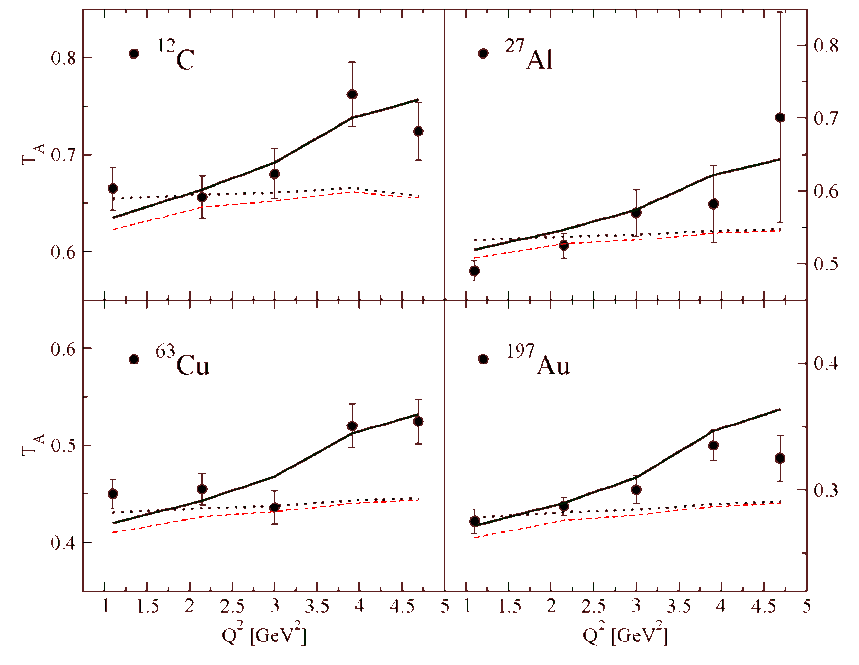 ¹²C
²⁷Al
0.8
0.7
0.6
T_A
0.8
0.7
0.6
0.5
⁶³Cu
¹⁹⁷Au
0.6
0.5
0.4
T_A
0.4
0.3
1 1.5 2 2.5 3 3.5 4 4.5
1 1.5 2 2.5 3 3.5 4 4.5 5
Q² [GeV²]
Q² [GeV²]